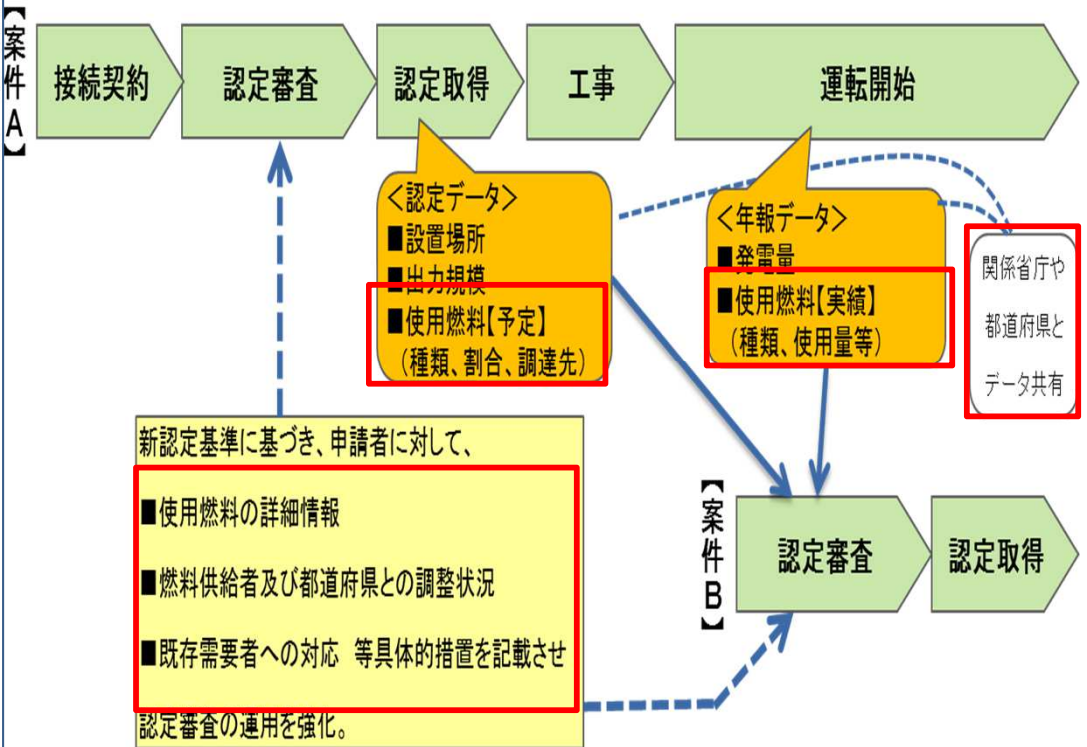 【案件A】
接続契約
認定審査
認定取得
工事
運転開始
<認定データ>
■設置場所
■出力規模
■使用燃料【予定】
(種類、割合、調達先)
<年報データ>
■発電量
■使用燃料【実績】
(種類、使用量等)
関係省庁や
都道府県と
データ共有
新認定基準に基づき、申請者に対して、
■使用燃料の詳細情報
■燃料供給者及び都道府県との調整状況
■既存需要者への対応 等具体的措置を記載させ
認定審査の運用を強化。
【案件B】
認定審査
認定取得